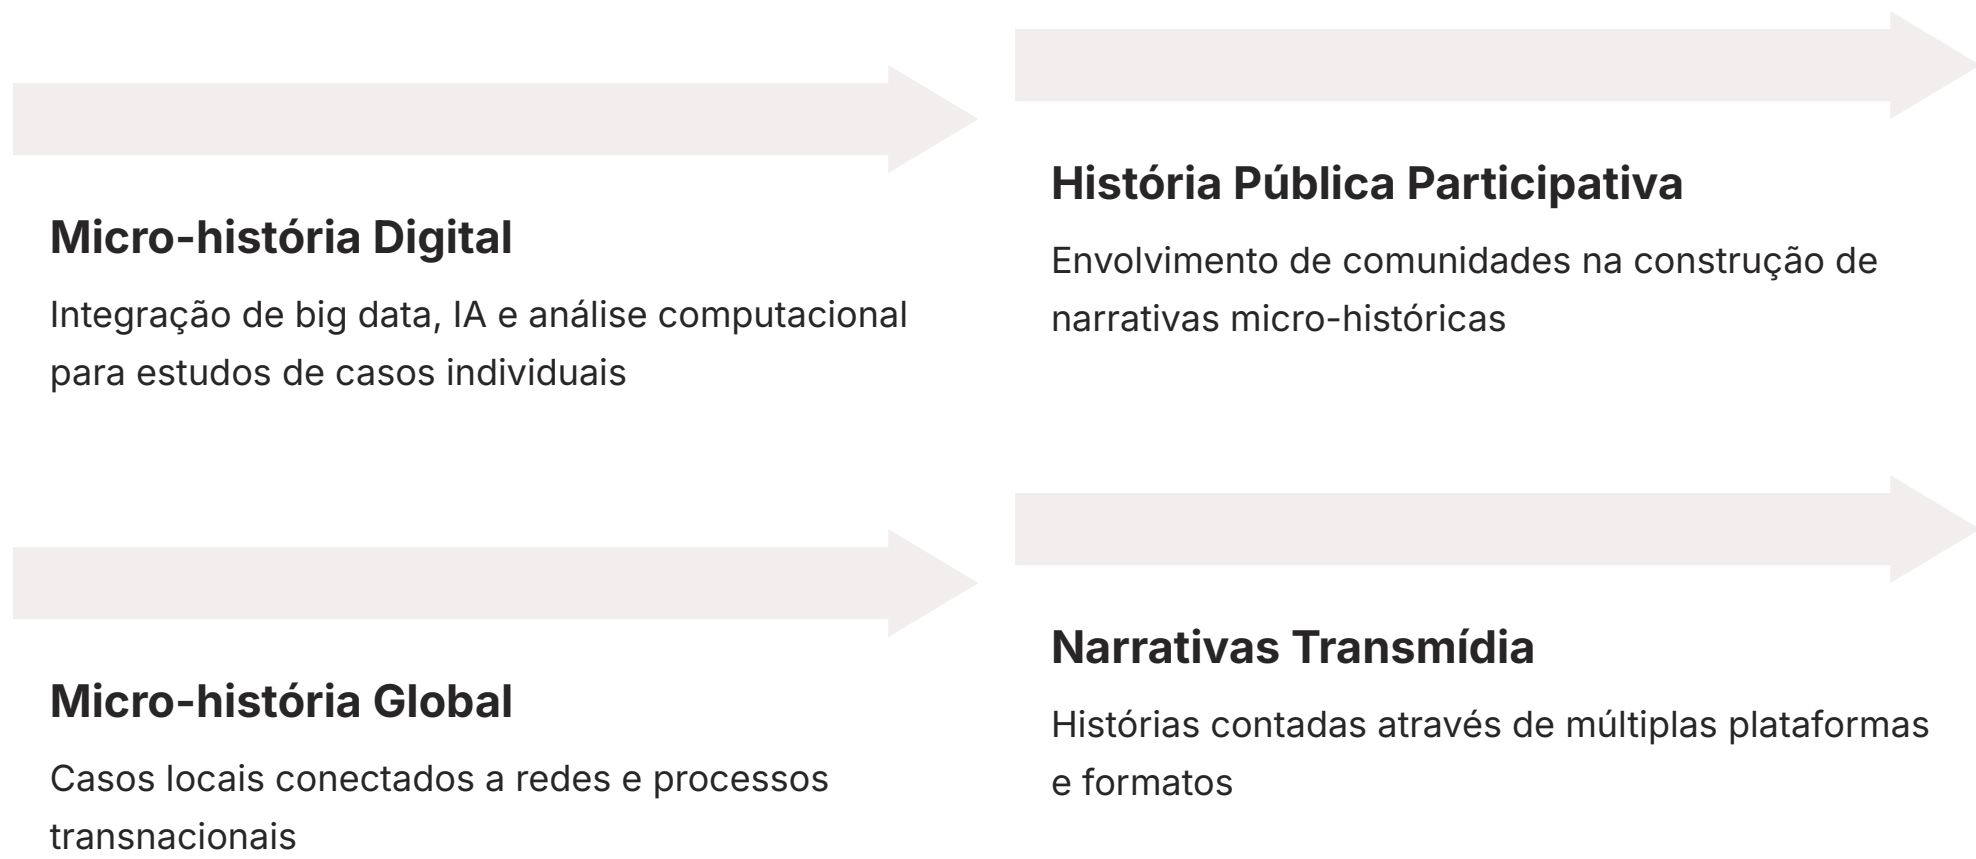 Micro-história Digital
Integração de big data, IA e análise computacional
para estudos de casos individuais
História Pública Participativa
Envolvimento de comunidades na construção de
narrativas micro-históricas
Micro-história Global
Casos locais conectados a redes e processos
transnacionais
Narrativas Transmídia
Histórias contadas através de múltiplas plataformas
e formatos